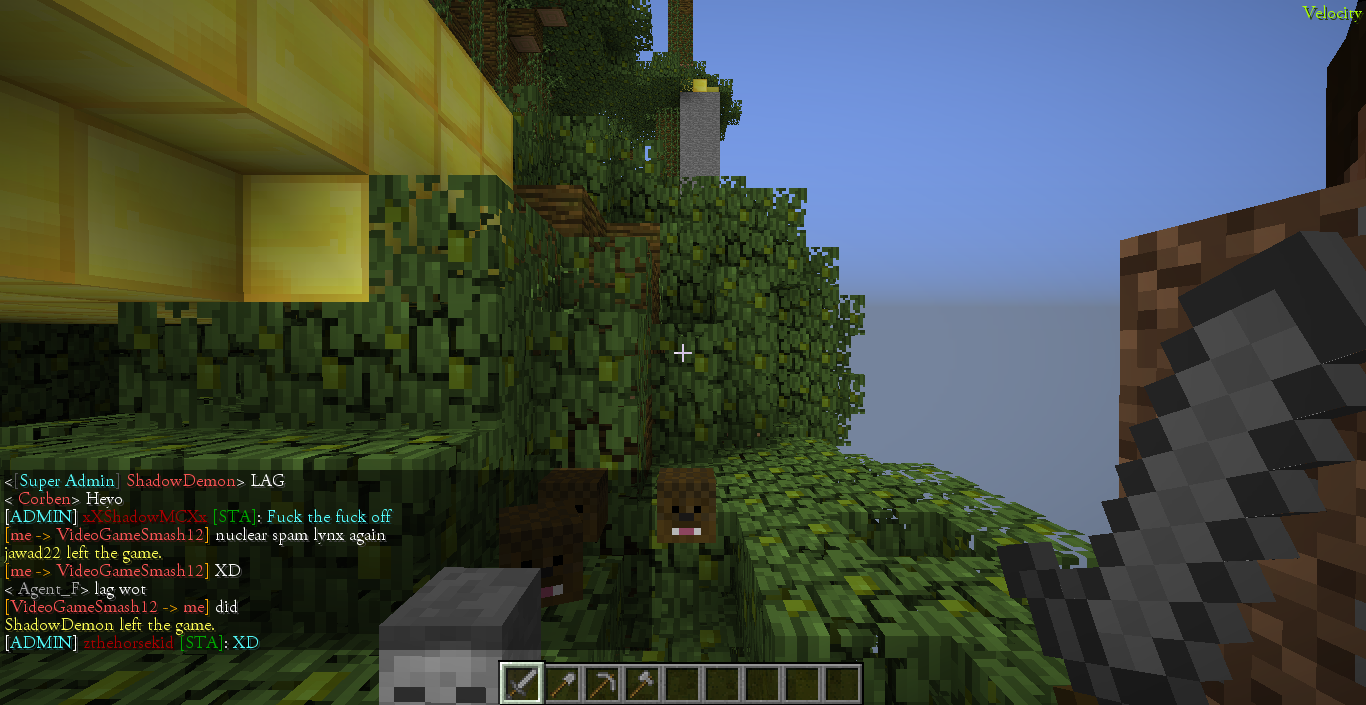 Velocity
<[Super Admin] ShadowDemon> LAG
< Corben> Heyo
[ADMIN] xXShadowMCXx [STA]: Fuck the fuck off
[me -> VideoGameSmash12] nuclear spam lynx again
jawad22 left the game.
[me -> VideoGameSmash12] XD
< Agent_F> lag wot
[VideoGameSmash12 -> me] did
ShadowDemon left the game.
[ADMIN] zthehorsekid [STA]: XD